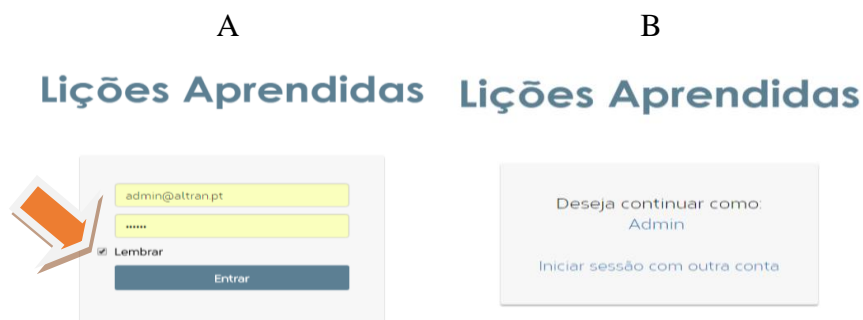 A
Lições Aprendidas
admin@altran.pt
••••••
Lembrar
Entrar
B
Lições Aprendidas
Deseja continuar como:
Admin
Iniciar sessão com outra conta